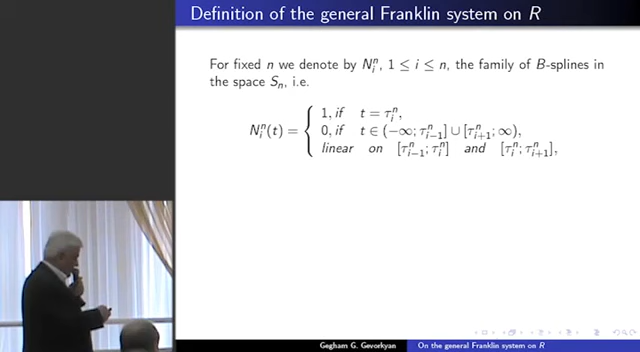 Definition of the general Franklin system on R
For fixed n we denote by N_i^n, 1 ≤ i ≤ n, the family of B-splines in
the space S_n, i.e.
N_i^n(t) = { 1, if t = τ_i^n,
0, if t ∈ (−∞; τ_{i−1}^n] ∪ [τ_{i+1}^n; ∞),
linear on [τ_{i−1}^n; τ_i^n] and [τ_i^n; τ_{i+1}^n],
Gegham G. Gevorkyan On the general Franklin system on R